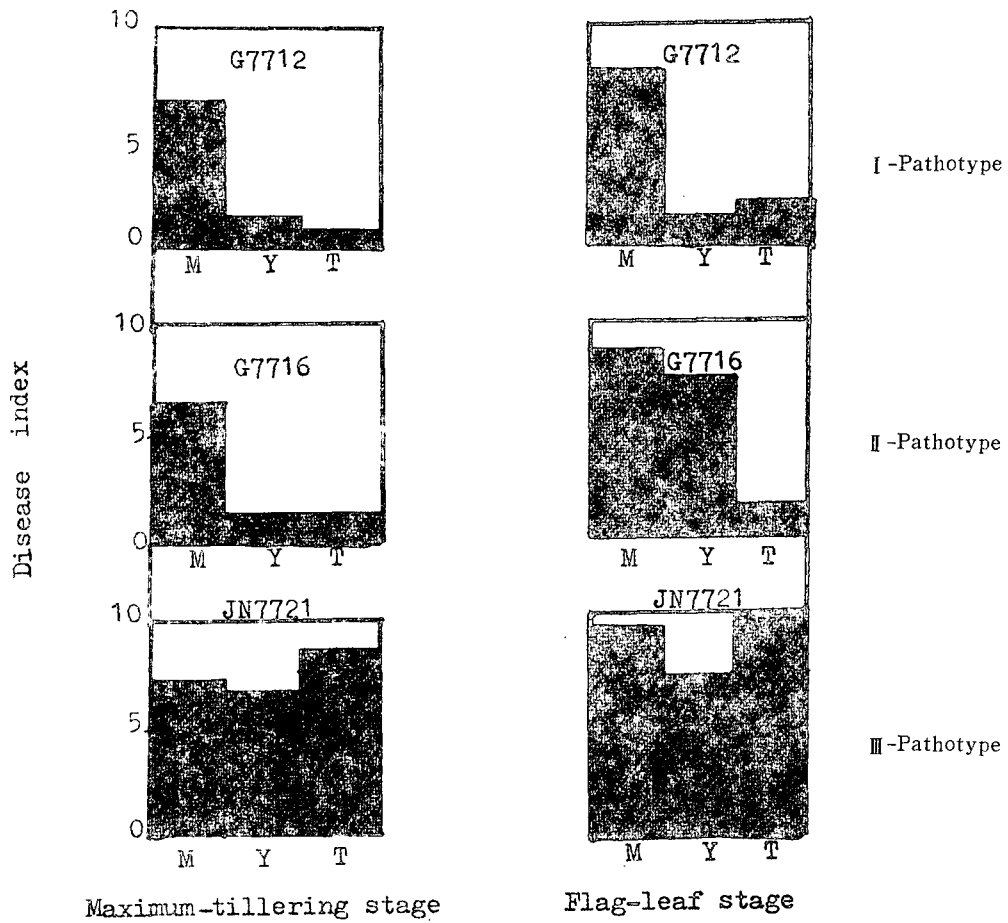 10
G7712
G7712
5
I-Pathotype
0
M Y T
M Y T
10
G7716
G7716
5
II-Pathotype
0
M Y T
M Y T
Disease index
10
JN7721
JN7721
5
III-Pathotype
0
M Y T
M Y T
Maximum-tillering stage
Flag-leaf stage